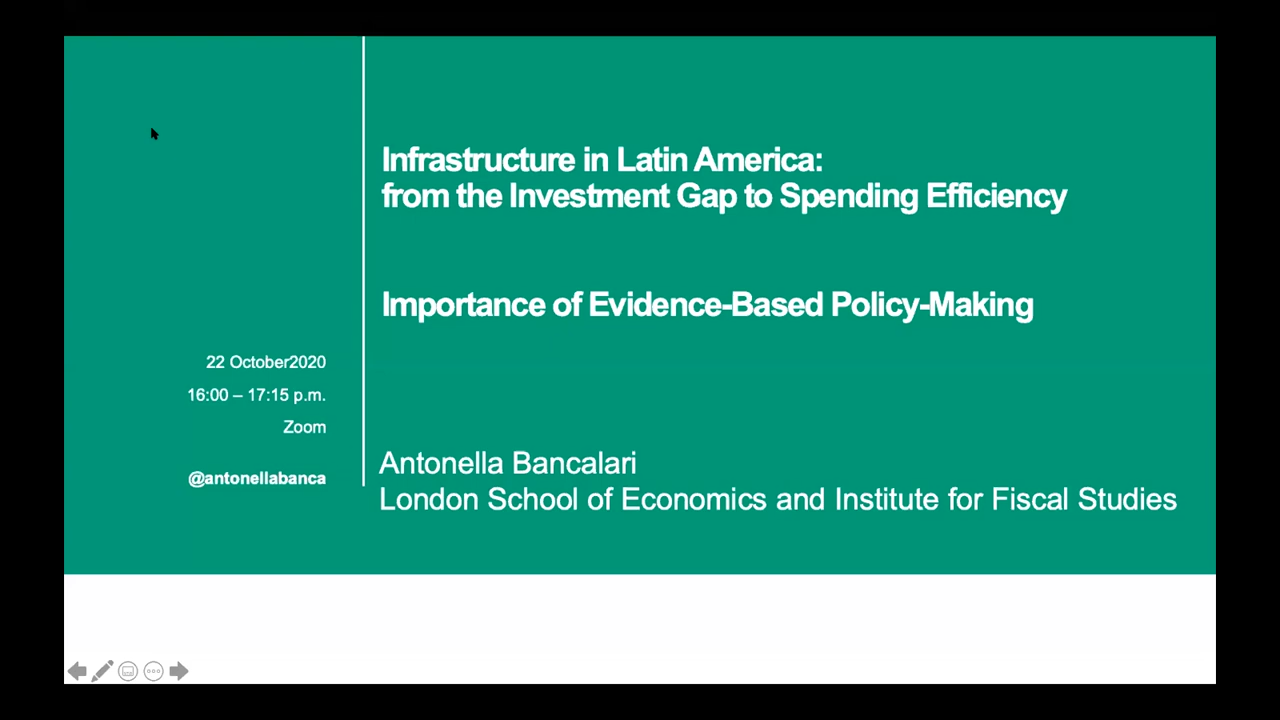 Infrastructure in Latin America:
from the Investment Gap to Spending Efficiency
Importance of Evidence-Based Policy-Making
22 October2020
16:00 – 17:15 p.m.
Zoom
@antonellabanca
Antonella Bancalari
London School of Economics and Institute for Fiscal Studies